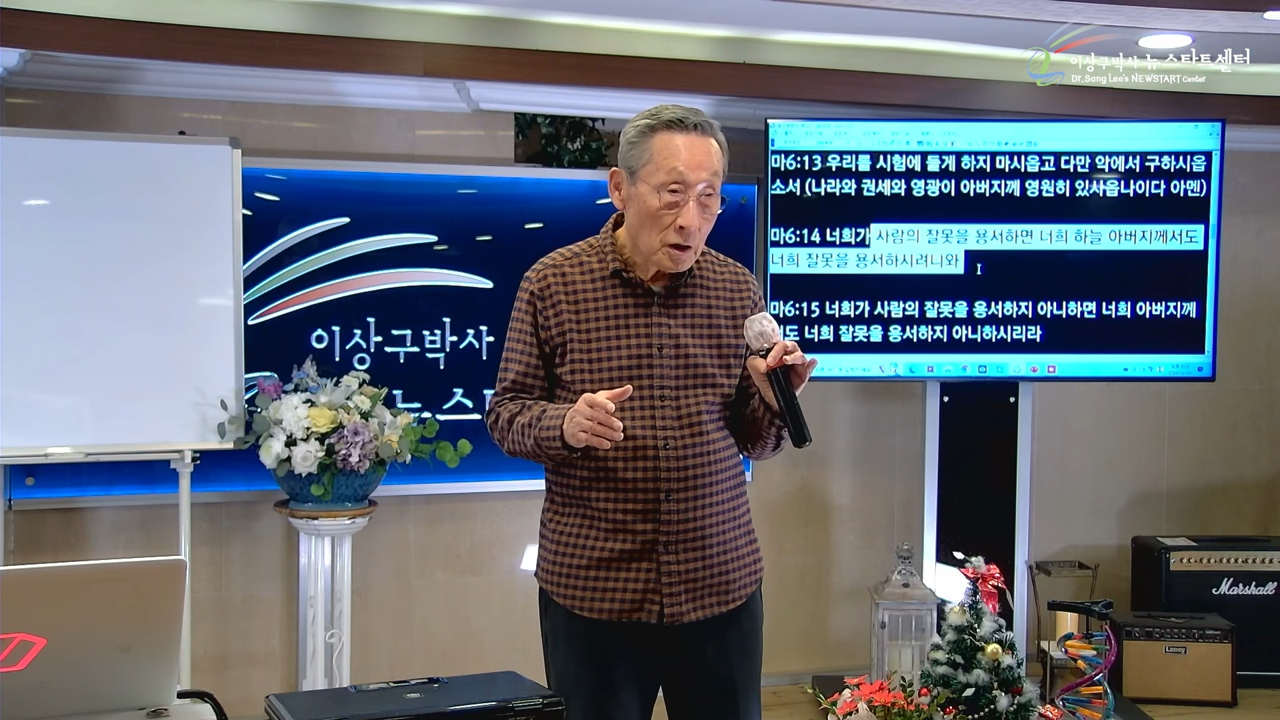 이상구박사 뉴스타트센터
Dr. Sang Lee's NEWSTART Center
마6:13 우리를 시험에 들게 하지 마시옵고 다만 악에서 구하시옵
소서 (나라와 권세와 영광이 아버지께 영원히 있사옵나이다 아멘)
마6:14 너희가 사람의 잘못을 용서하면 너희 하늘 아버지께서도
너희 잘못을 용서하시려니와
마6:15 너희가 사람의 잘못을 용서하지 아니하면 너희 아버지께
도 너희 잘못을 용서하지 아니하시리라
이상구박사
뉴스
Marshall
Laney